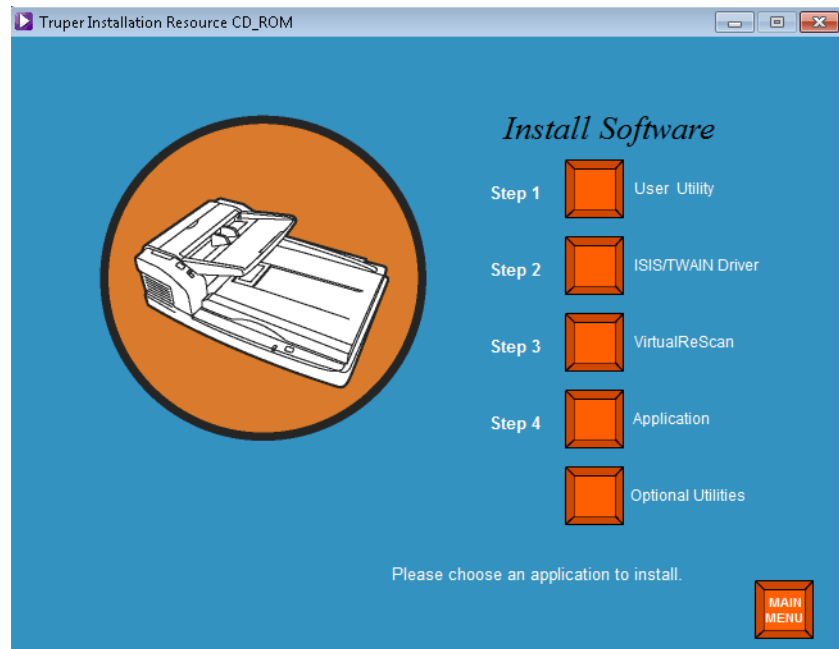 Truper Installation Resource CD_ROM
Install Software
Step 1 User Utility
Step 2 ISIS/TWAIN Driver
Step 3 VirtualReScan
Step 4 Application
Optional Utilities
Please choose an application to install.
MAIN
MENU